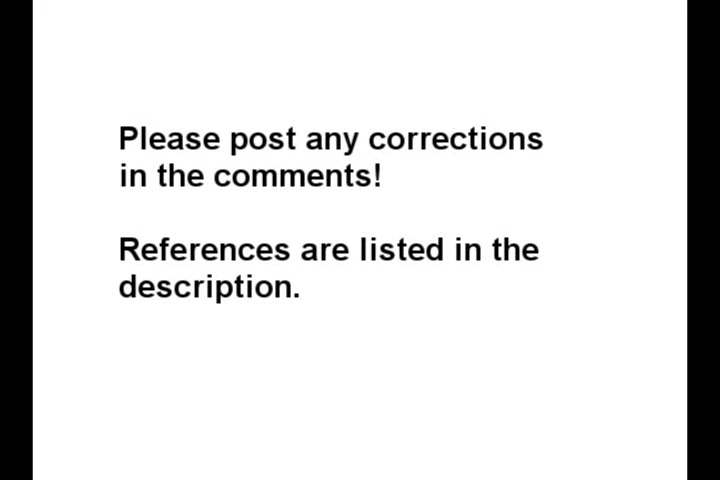 Please post any corrections
in the comments!
References are listed in the
description.